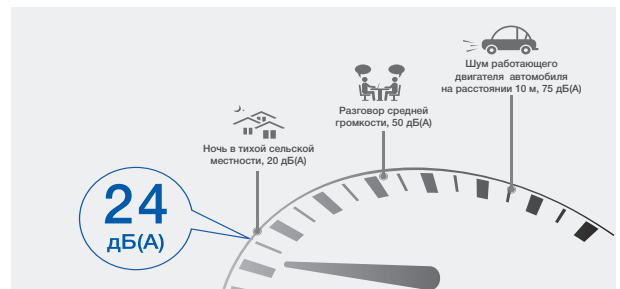 Шум работающего
двигателя автомобиля
на расстоянии 10 м, 75 дБ(А)
Разговор средней
громкости, 50 дБ(А)
Ночь в тихой сельской
местности, 20 дБ(А)
24
дБ(А)